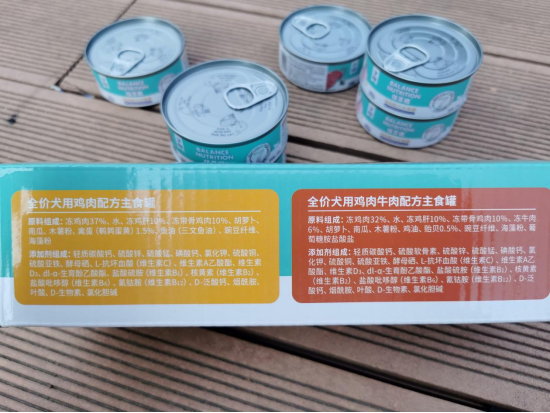 BALANCE
NUTRITION
BALANCE
NUTRITION
BALANCE
NUTRITION
全价犬用鸡肉配方主食罐
原料组成：冻鸡肉37%、水、冻鸡肝10%、冻带骨鸡肉10%、胡萝卜、
南瓜、木薯粉、禽蛋（鹌鹑蛋黄）1.5%、鱼油（三文鱼油）、豌豆纤维、
海藻粉
添加剂组成：轻质碳酸钙、硫酸锌、硫酸锰、碘酸钙、氯化钾、硫酸铜、
硫酸亚铁、酵母硒、L-抗坏血酸（维生素C）、维生素A乙酸酯、维生素
D₃、dl-α-生育酚乙酸酯、盐酸硫胺（维生素B₁）、核黄素（维生素B₂）、
盐酸吡哆醇（维生素B₆）、氰钴胺（维生素B₁₂）、D-泛酸钙、烟酰胺、
叶酸、D-生物素、氯化胆碱
全价犬用鸡肉牛肉配方主食罐
原料组成：冻鸡肉32%、水、冻鸡肝10%、冻带骨鸡肉10%、冻牛肉
6%、胡萝卜、南瓜、木薯粉、鸡油、贻贝0.5%、豌豆纤维、海藻粉、葡
萄糖胺盐酸盐
添加剂组成：轻质碳酸钙、硫酸软骨素、硫酸锌、硫酸锰、碘酸钙、氯
化钾、硫酸铜、硫酸亚铁、酵母硒、L-抗坏血酸（维生素C）、维生素A乙
酸酯、维生素D₃、dl-α-生育酚乙酸酯、盐酸硫胺（维生素B₁）、核黄素
（维生素B₂）、盐酸吡哆醇（维生素B₆）、氰钴胺（维生素B₁₂）、D-泛
酸钙、烟酰胺、叶酸、D-生物素、氯化胆碱